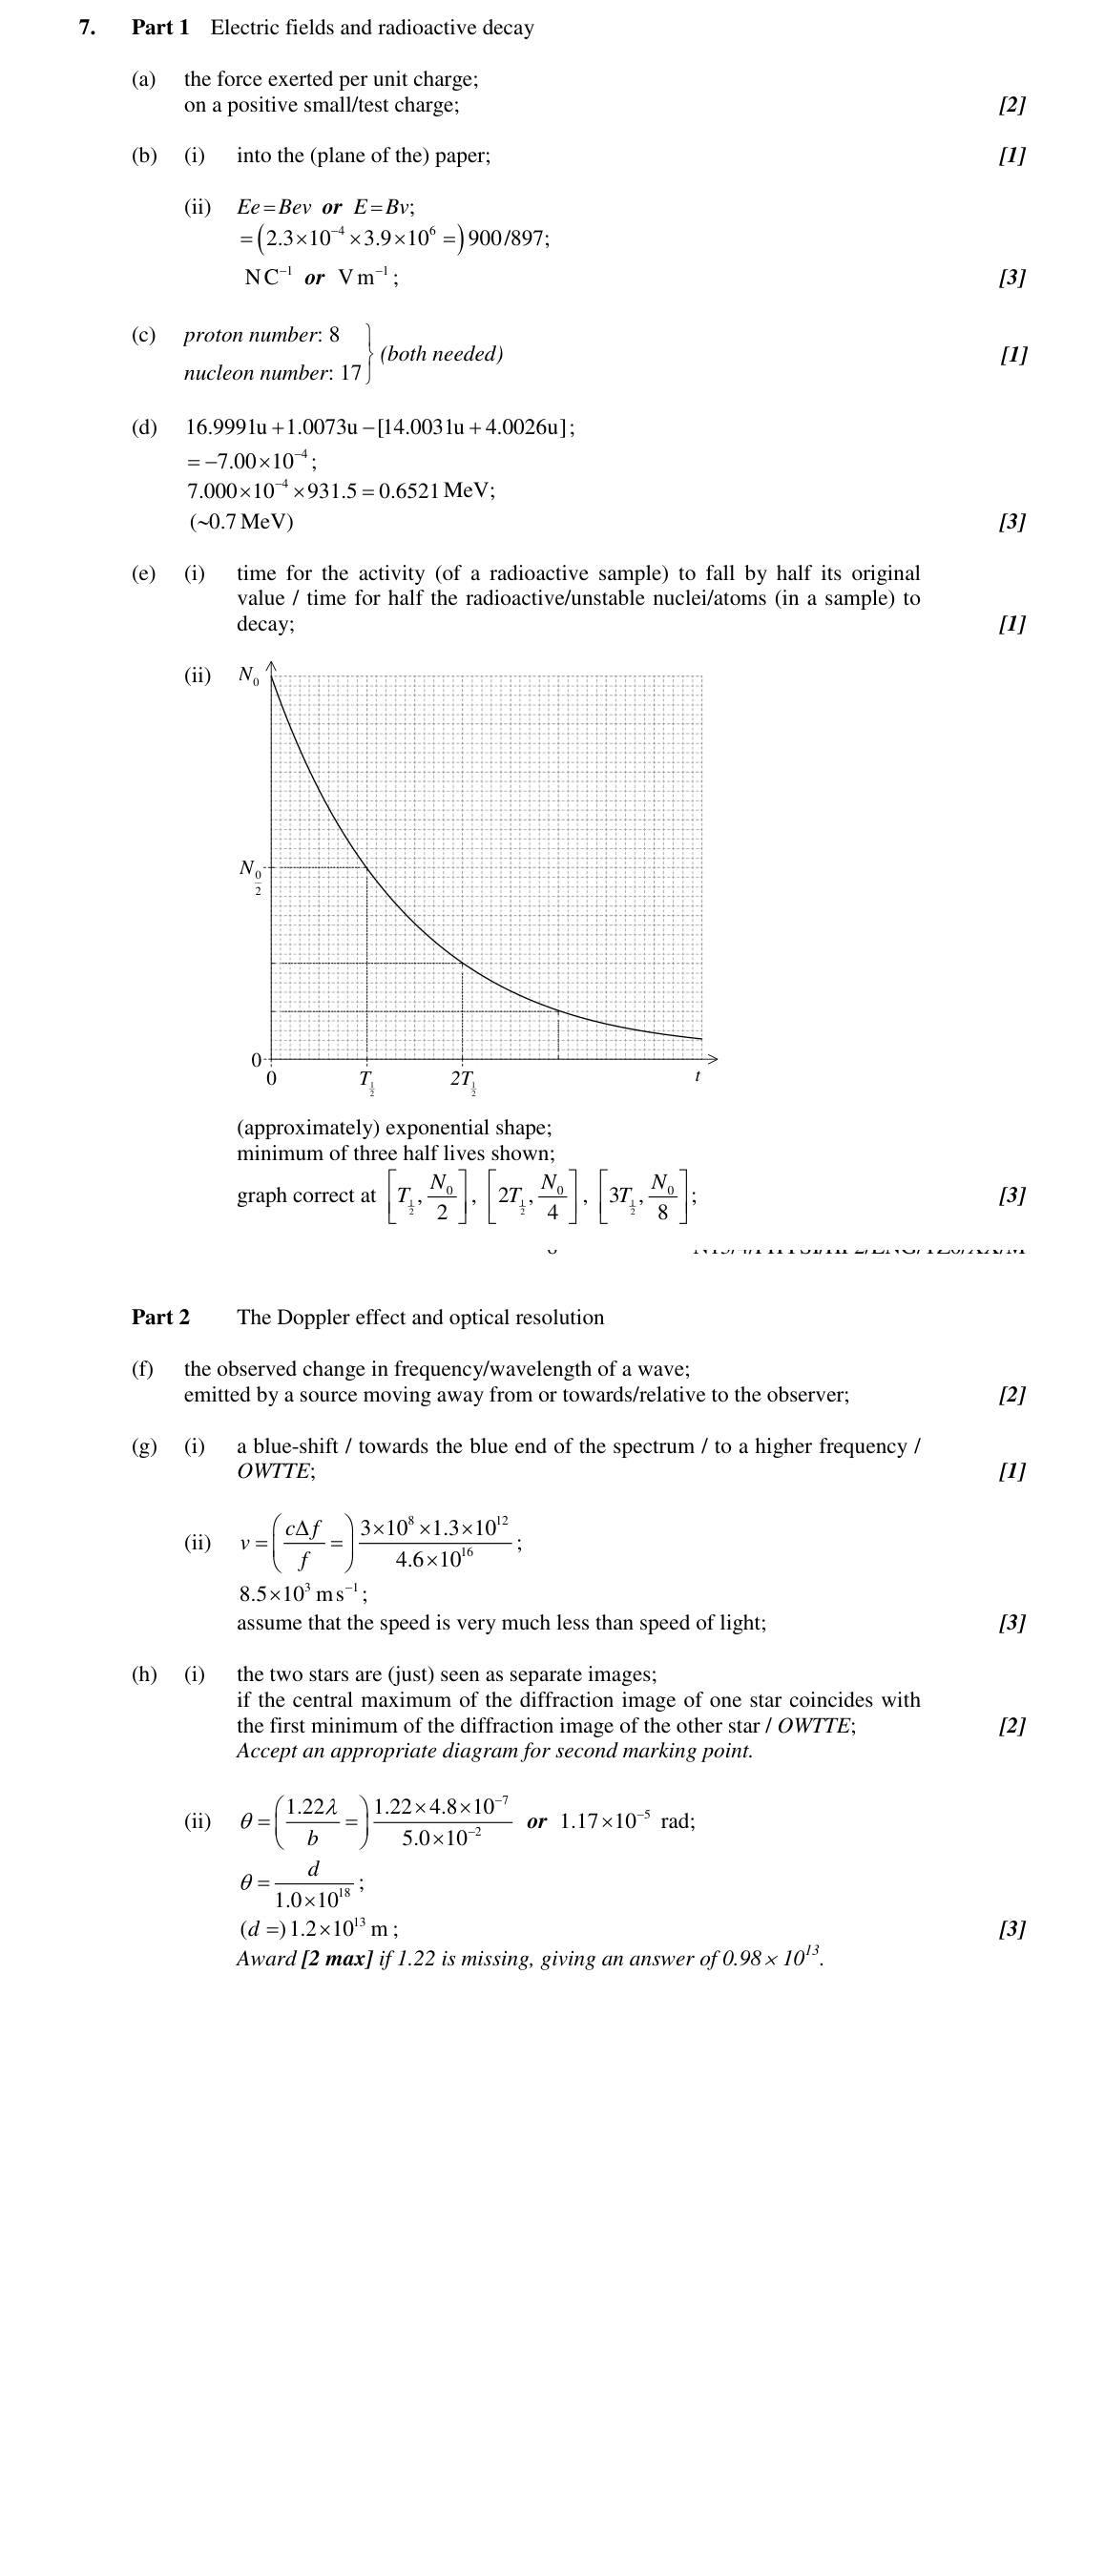 7. Part 1 Electric fields and radioactive decay
(a) the force exerted per unit charge;
on a positive small/test charge; [2]
(b) (i) into the (plane of the) paper; [1]
(ii) Ee=Bev or E=Bv;
=(2.3×10⁻⁴×3.9×10⁶ =)900/897;
NC⁻¹ or Vm⁻¹; [3]
(c) proton number: 8
(both needed) [1]
nucleon number: 17
(d) 16.9991u+1.0073u−[14.0031u+4.0026u];
=−7.00×10⁻⁴;
7.000×10⁻⁴×931.5=0.6521MeV;
(~0.7MeV) [3]
(e) (i) time for the activity (of a radioactive sample) to fall by half its original
value / time for half the radioactive/unstable nuclei/atoms (in a sample) to
decay; [1]
(ii) N₀
N₀/2
0
0 T½ 2T½ t
(approximately) exponential shape;
minimum of three half lives shown;
graph correct at [T½, N₀/2], [2T½, N₀/4], [3T½, N₀/8]; [3]
Part 2 The Doppler effect and optical resolution
(f) the observed change in frequency/wavelength of a wave;
emitted by a source moving away from or towards/relative to the observer; [2]
(g) (i) a blue-shift / towards the blue end of the spectrum / to a higher frequency /
OWTTE; [1]
(ii) v=(cΔf/f=)3×10⁸×1.3×10¹²/4.6×10¹⁶;
8.5×10³ms⁻¹;
assume that the speed is very much less than speed of light; [3]
(h) (i) the two stars are (just) seen as separate images;
if the central maximum of the diffraction image of one star coincides with
the first minimum of the diffraction image of the other star / OWTTE; [2]
Accept an appropriate diagram for second marking point.
(ii) θ=(1.22λ/b=)1.22×4.8×10⁻⁷/5.0×10⁻² or 1.17×10⁻⁵ rad;
θ=d/1.0×10¹⁸;
(d =)1.2×10¹³m; [3]
Award [2 max] if 1.22 is missing, giving an answer of 0.98× 10¹³.